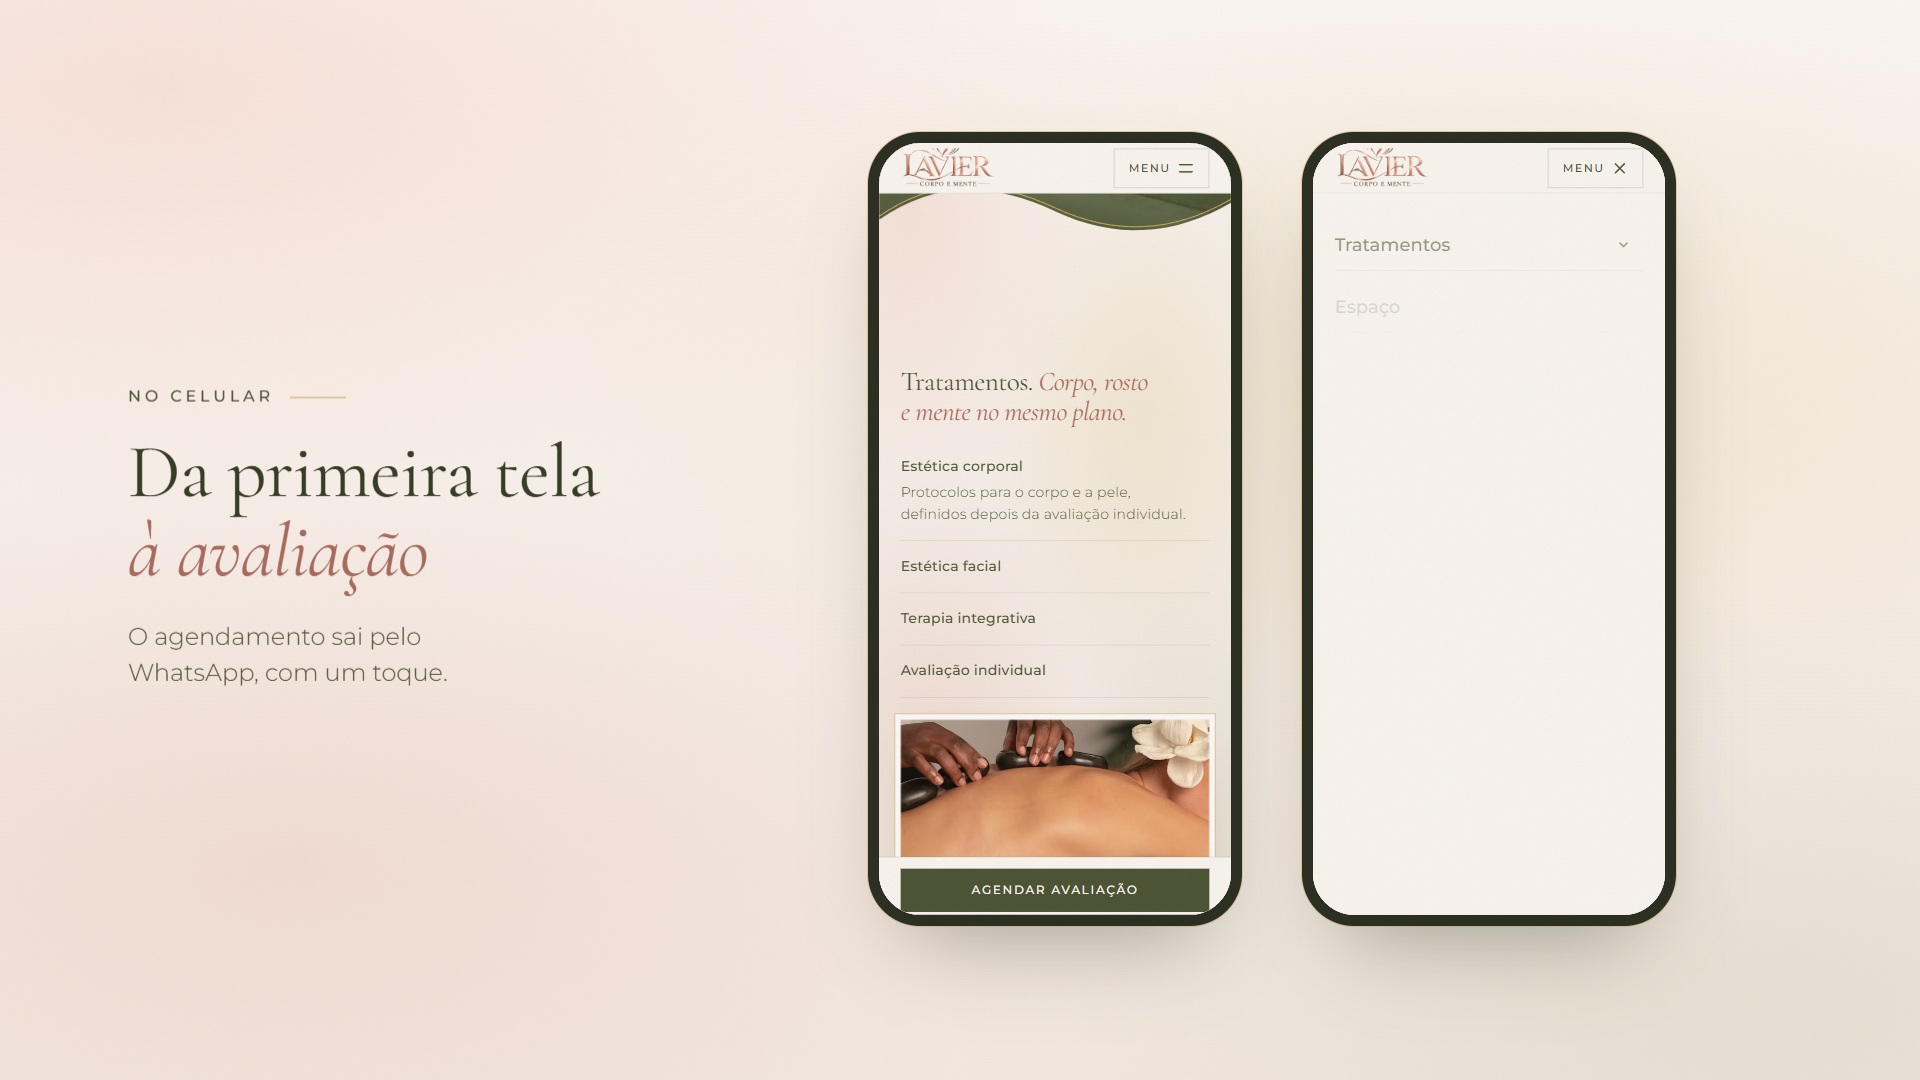 NO CELULAR
Da primeira tela
à avaliação
O agendamento sai pelo
WhatsApp, com um toque.
LAVIER
CORPO E MENTE
MENU
Tratamentos. Corpo, rosto
e mente no mesmo plano.
Estética corporal
Protocolos para o corpo e a pele,
definidos depois da avaliação individual.
Estética facial
Terapia integrativa
Avaliação individual
AGENDAR AVALIAÇÃO
LAVIER
CORPO E MENTE
MENU
Tratamentos
Espaço